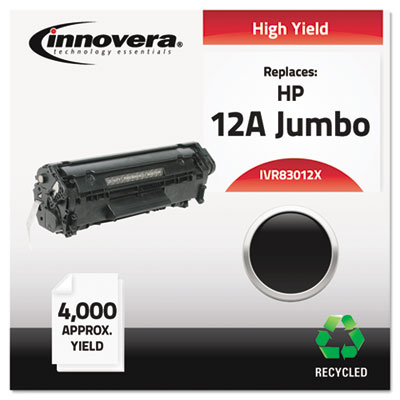 innovera
technology essentials
High Yield
Replaces:
HP
12A Jumbo
IVR83012X
4,000
APPROX.
YIELD
RECYCLED